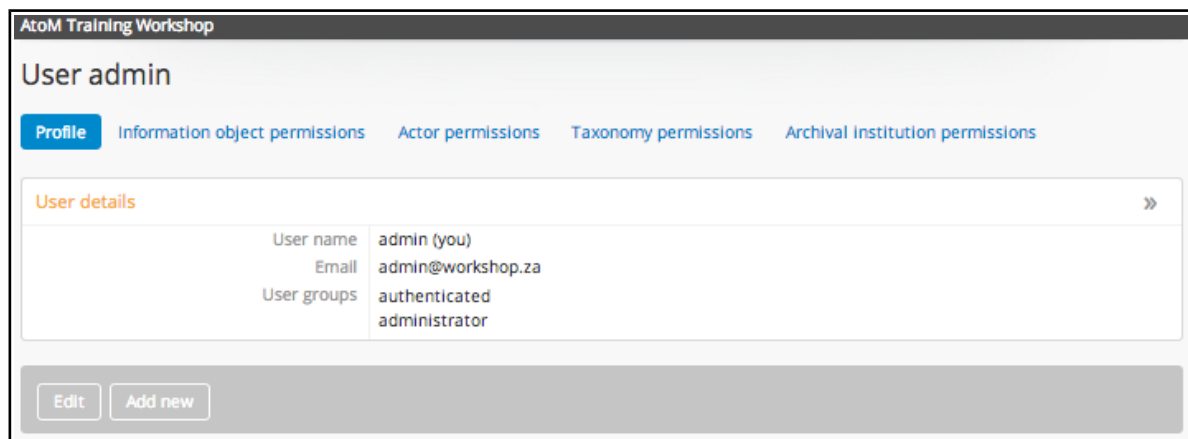 AtoM Training Workshop
User admin
Profile Information object permissions Actor permissions Taxonomy permissions Archival institution permissions
User details »
User name admin (you)
Email admin@workshop.za
User groups authenticated
administrator
Edit Add new